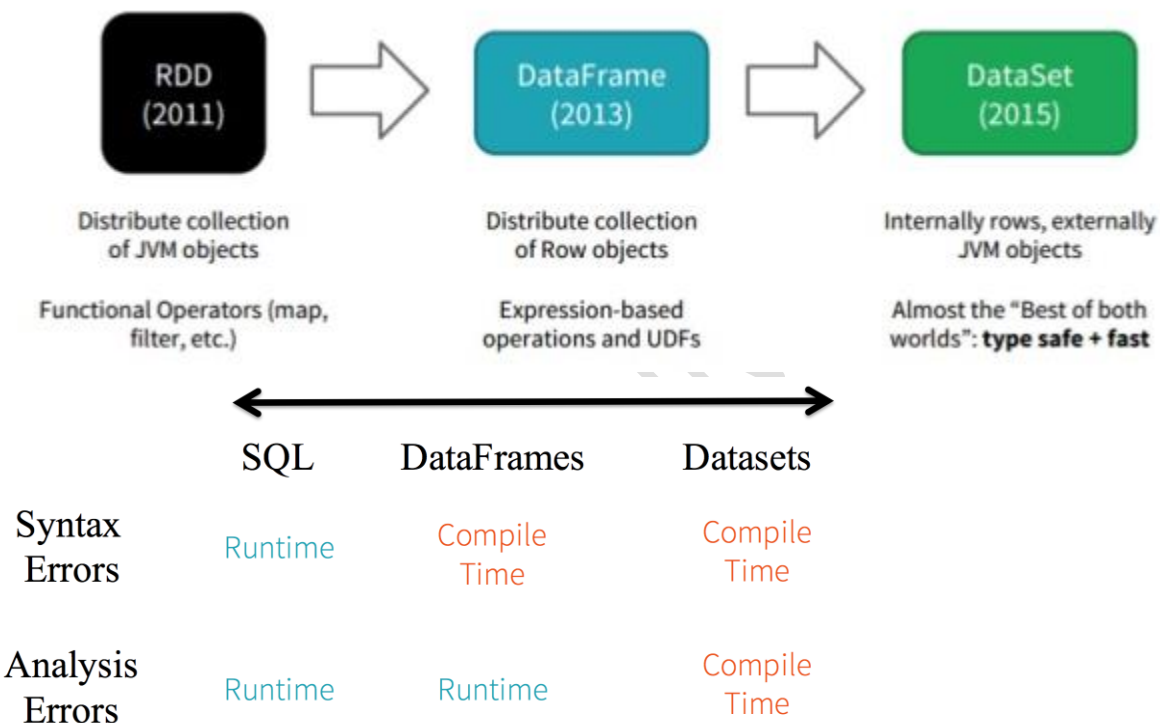 RDD
(2011)
DataFrame
(2013)
DataSet
(2015)
Distribute collection
of JVM objects
Functional Operators (map,
filter, etc.)
Distribute collection
of Row objects
Expression-based
operations and UDFs
Internally rows, externally
JVM objects
Almost the “Best of both
worlds”: type safe + fast
SQL DataFrames Datasets
Syntax
Errors
Runtime
Compile
Time
Compile
Time
Analysis
Errors
Runtime
Runtime
Compile
Time